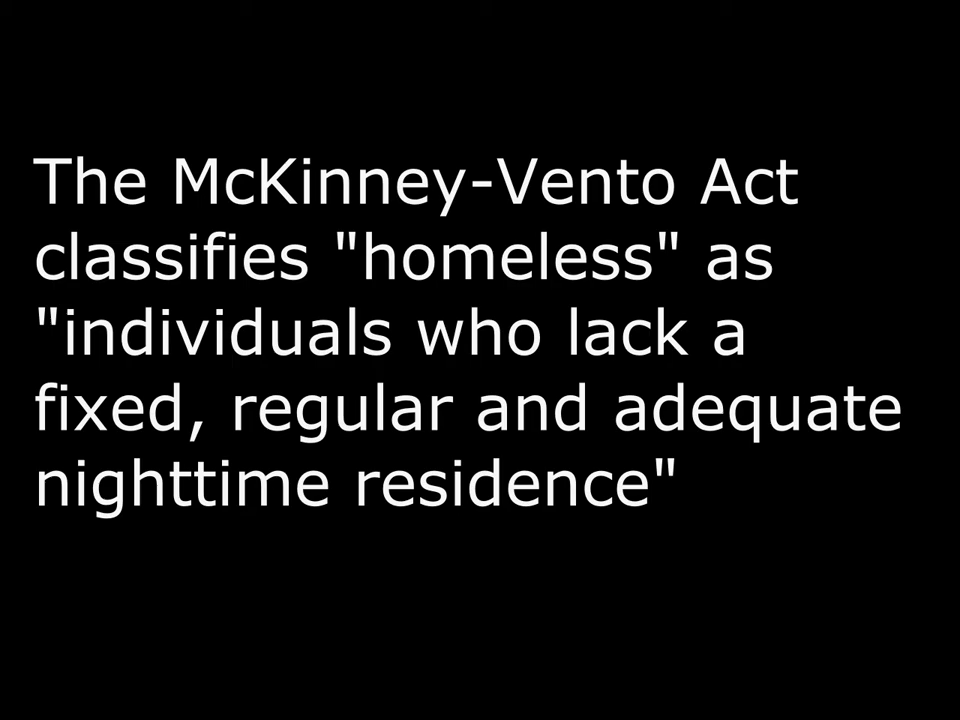 The McKinney-Vento Act
classifies "homeless" as
"individuals who lack a
fixed, regular and adequate
nighttime residence"